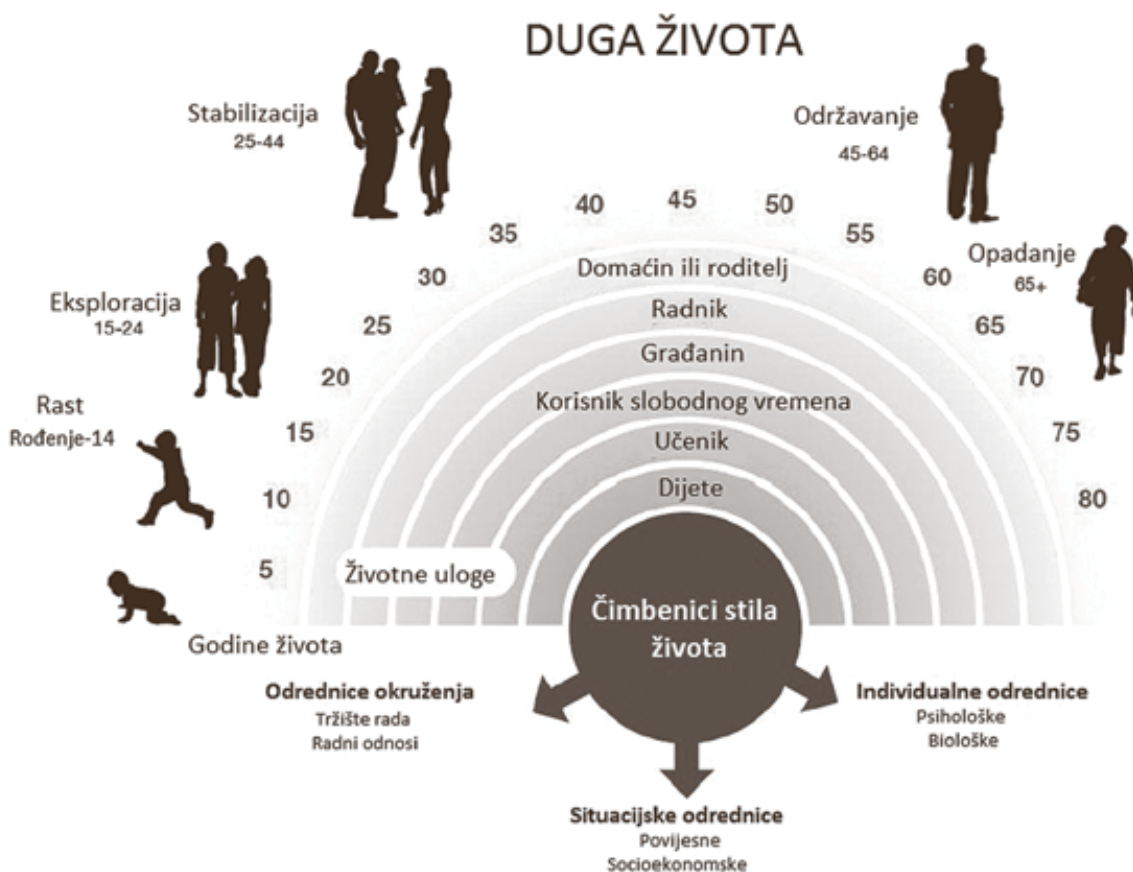 DUGA ŽIVOTA
Stabilizacija
25-44
Održavanje
45-64
Eksploracija
15-24
Opadanje
65+
Rast
Rođenje-14
5
10
15
20
25
30
35
40
45
50
55
60
65
70
75
80
Domaćin ili roditelj
Radnik
Građanin
Korisnik slobodnog vremena
Učenik
Dijete
Životne uloge
Godine života
Čimbenici stila
života
Odrednice okruženja
Tržište rada
Radni odnosi
Individualne odrednice
Psihološke
Biološke
Situacijske odrednice
Povijesne
Socioekonomske